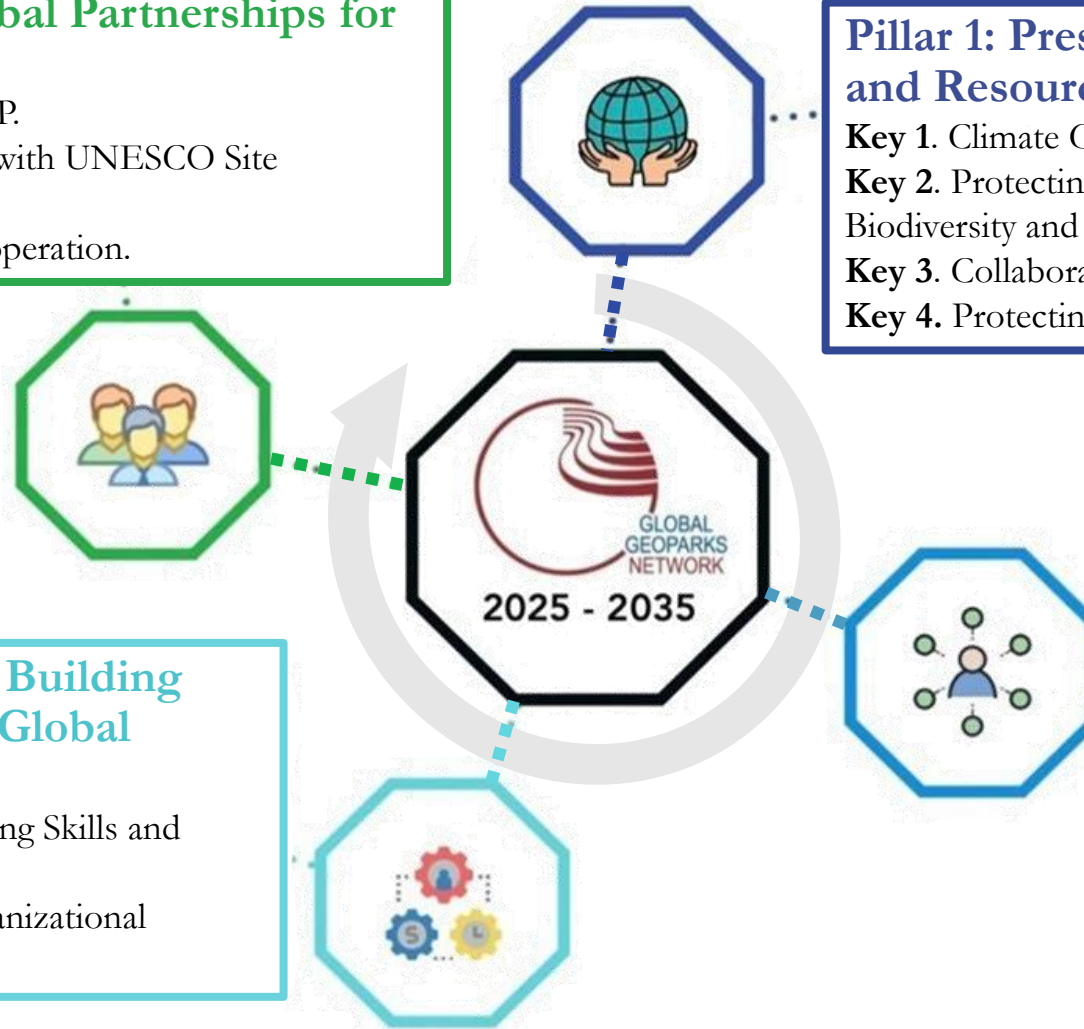 bal Partnerships for
P.
with UNESCO Site
operation.
Pillar 1: Pres
and Resour
Key 1. Climate
Key 2. Protectin
Biodiversity and
Key 3. Collabora
Key 4. Protectin
GLOBAL
GEOPARKS
NETWORK
2025 - 2035
Building
Global
ng Skills and
anizational
S